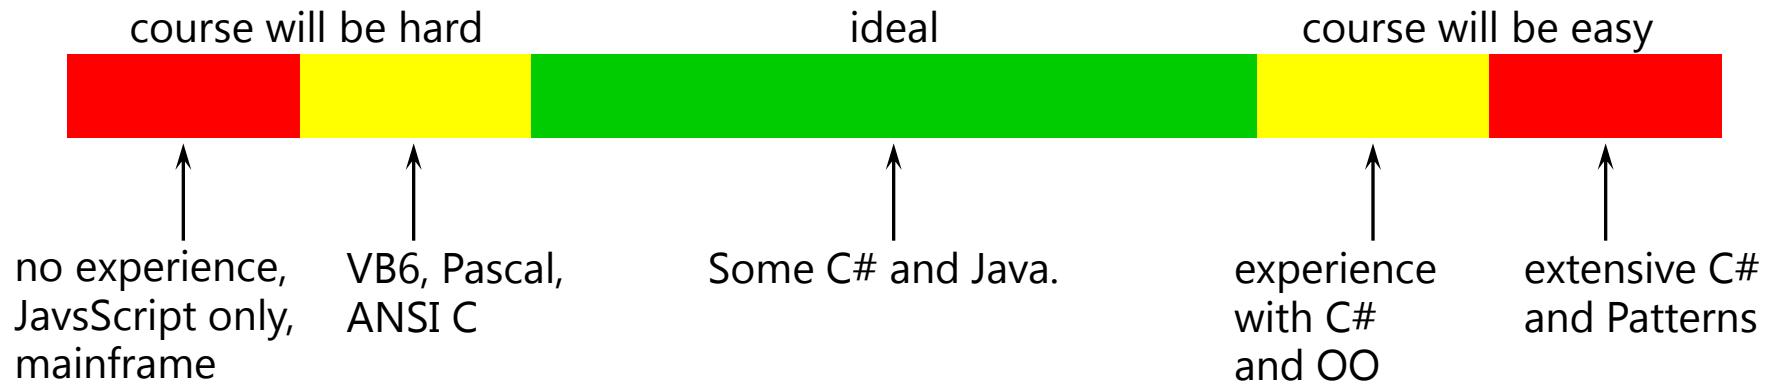 course will be hard
ideal
course will be easy
no experience,
JavsScript only,
mainframe
VB6, Pascal,
ANSI C
Some C# and Java.
experience
with C#
and OO
extensive C#
and Patterns